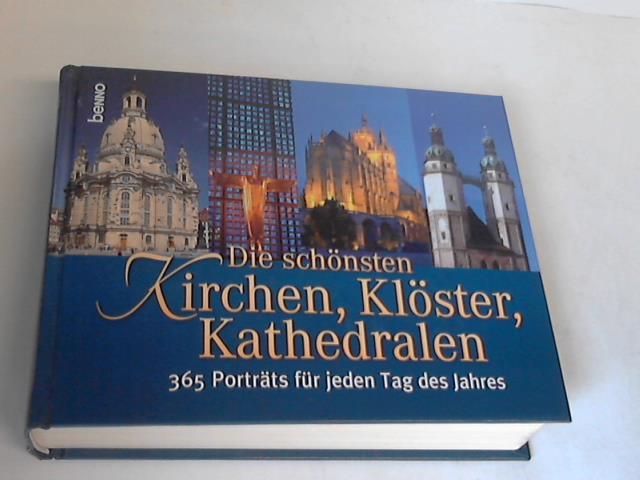 benno
Die schönsten
Kirchen, Klöster,
Kathedralen
365 Porträts für jeden Tag des Jahres